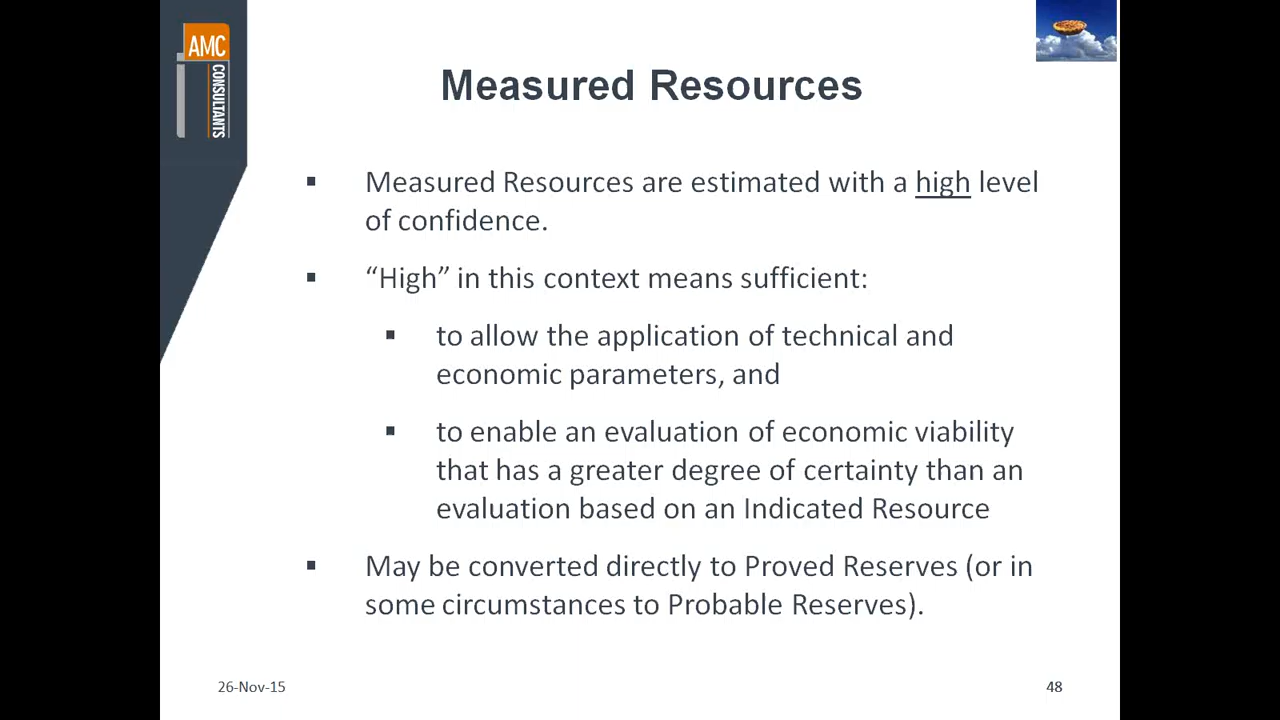 AMC
CONSULTANTS
Measured Resources
▪ Measured Resources are estimated with a high level
of confidence.
▪ “High” in this context means sufficient:
▪ to allow the application of technical and
economic parameters, and
▪ to enable an evaluation of economic viability
that has a greater degree of certainty than an
evaluation based on an Indicated Resource
▪ May be converted directly to Proved Reserves (or in
some circumstances to Probable Reserves).
26-Nov-15
48